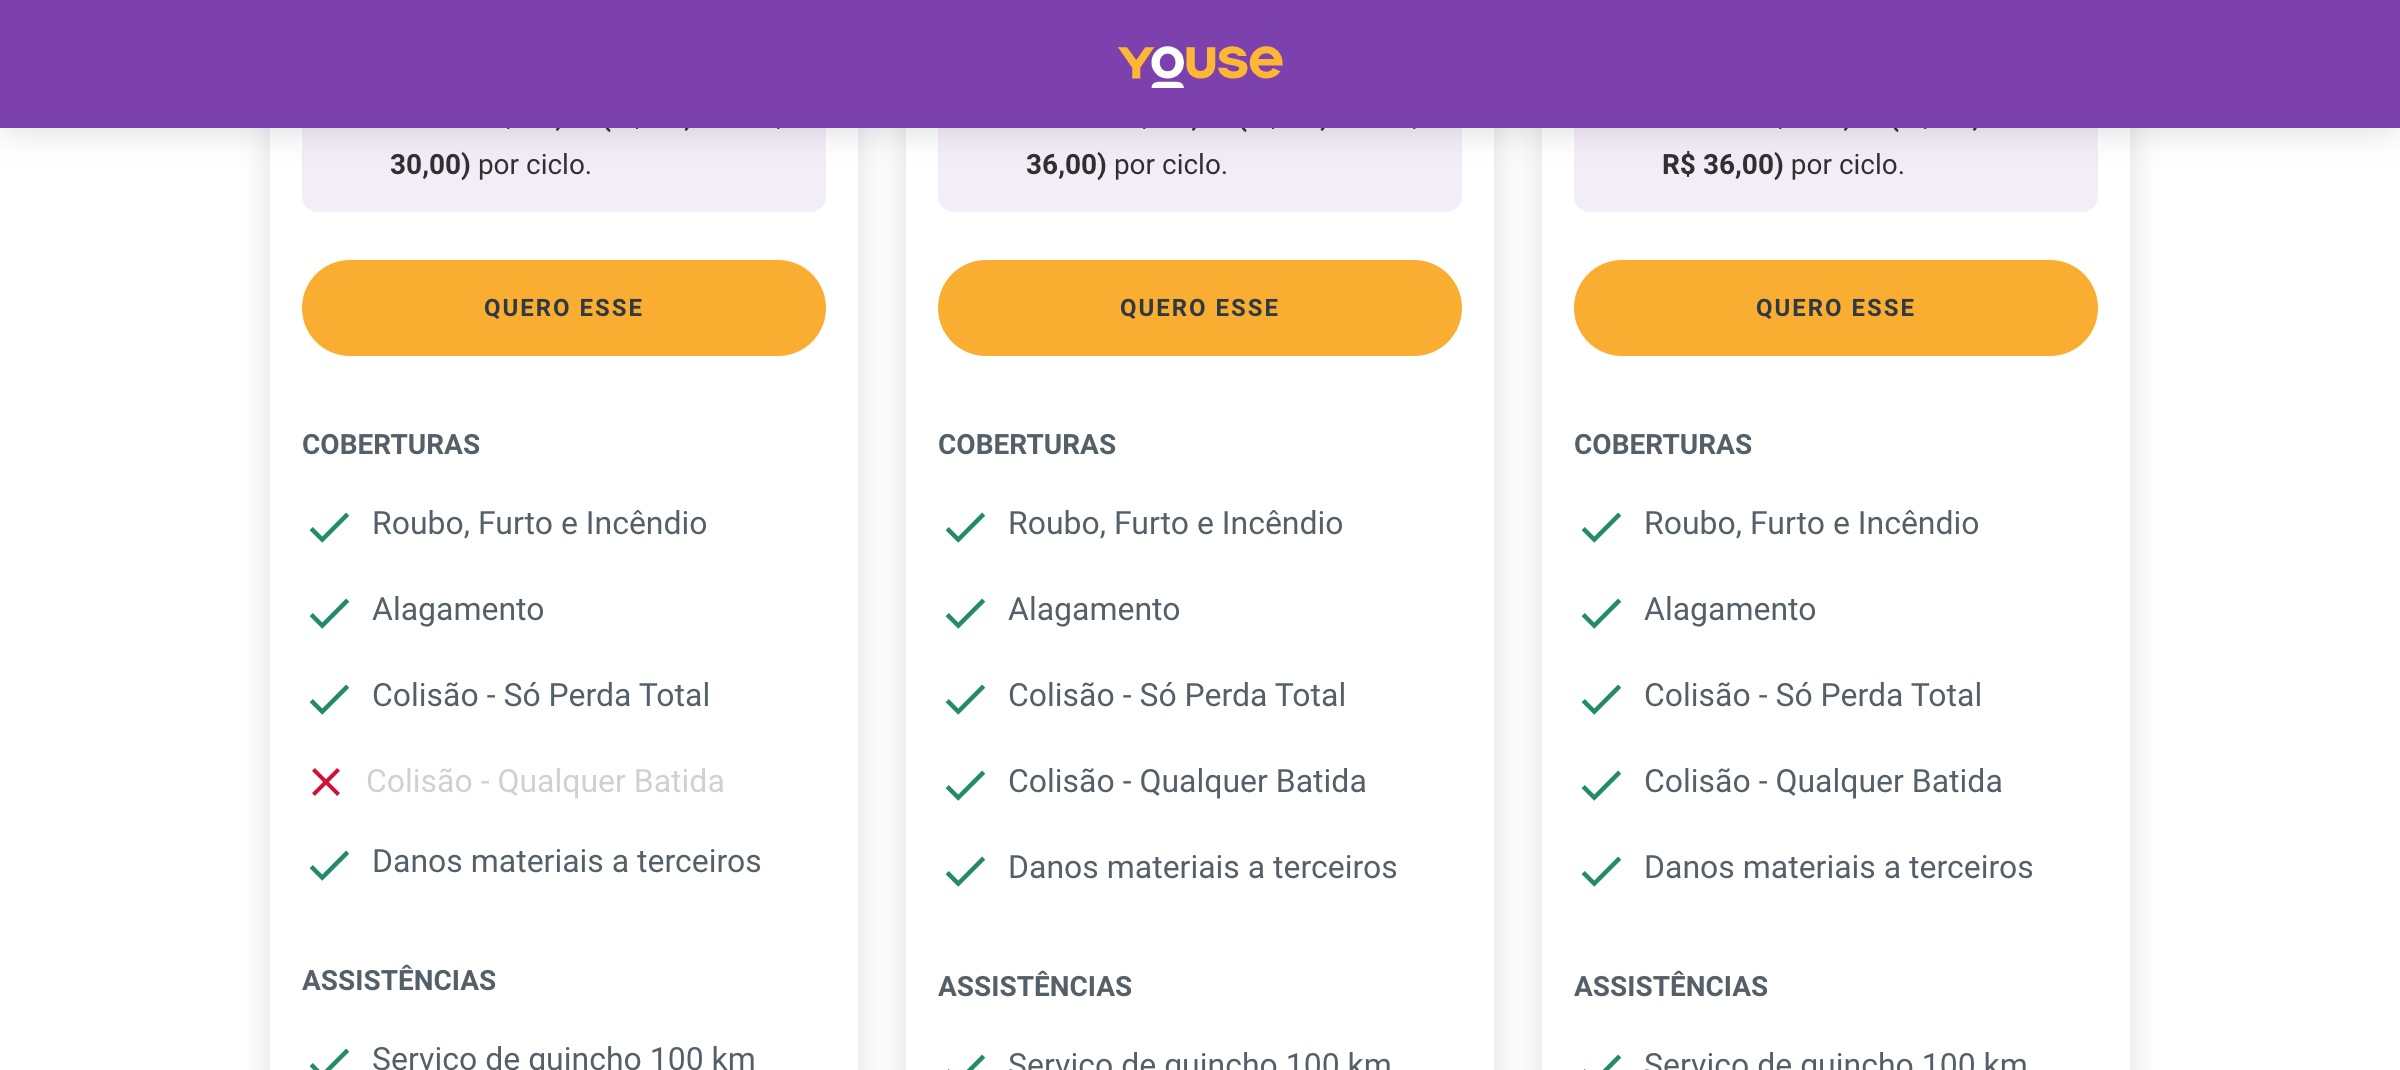 youse
30,00) por ciclo.
QUERO ESSE
COBERTURAS
Roubo, Furto e Incêndio
Alagamento
Colisão - Só Perda Total
Colisão - Qualquer Batida
Danos materiais a terceiros
ASSISTÊNCIAS
Serviço de guincho 100 km
36,00) por ciclo.
QUERO ESSE
COBERTURAS
Roubo, Furto e Incêndio
Alagamento
Colisão - Só Perda Total
Colisão - Qualquer Batida
Danos materiais a terceiros
ASSISTÊNCIAS
Serviço de guincho 100 km
R$ 36,00) por ciclo.
QUERO ESSE
COBERTURAS
Roubo, Furto e Incêndio
Alagamento
Colisão - Só Perda Total
Colisão - Qualquer Batida
Danos materiais a terceiros
ASSISTÊNCIAS
Serviço de guincho 100 km